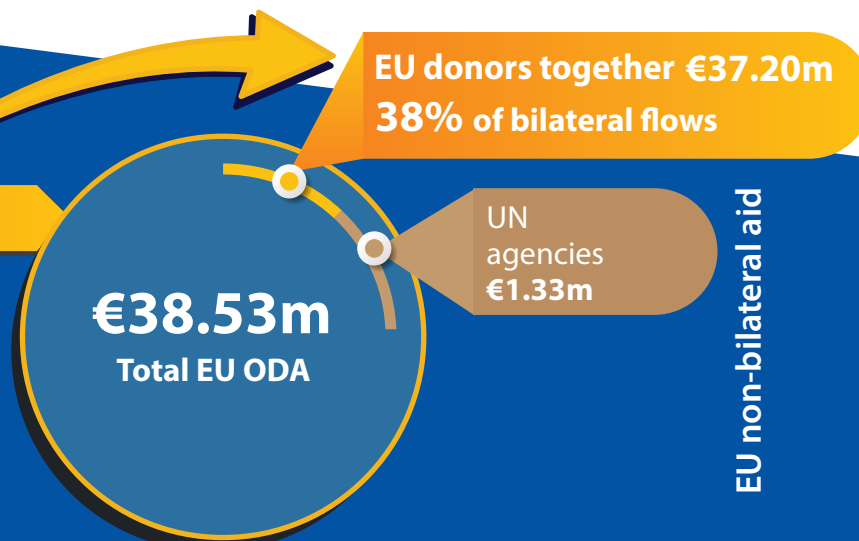 EU donors together €37.20m
38% of bilateral flows
UN
agencies
€1.33m
€38.53m
Total EU ODA
EU non-bilateral aid